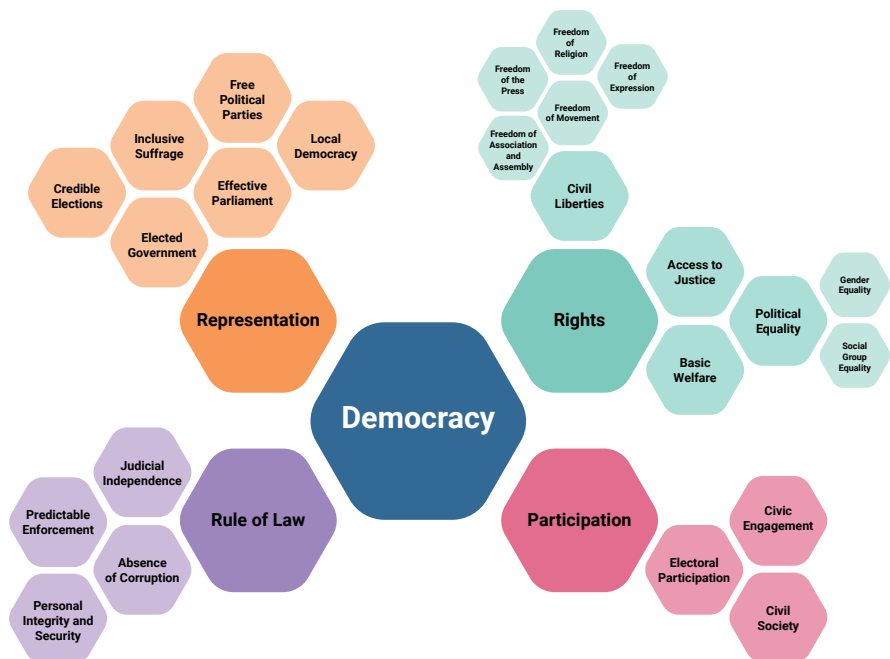 Free
Political
Parties
Inclusive
Suffrage
Local
Democracy
Credible
Elections
Effective
Parliament
Elected
Government
Representation
Freedom
of
Religion
Freedom
of the
Press
Freedom
of
Expression
Freedom
of Movement
Freedom of
Association
and
Assembly
Civil
Liberties
Rights
Access to
Justice
Political
Equality
Gender
Equality
Social
Group
Equality
Basic
Welfare
Democracy
Judicial
Independence
Predictable
Enforcement
Rule of Law
Absence
of Corruption
Personal
Integrity and
Security
Participation
Civic
Engagement
Electoral
Participation
Civil
Society